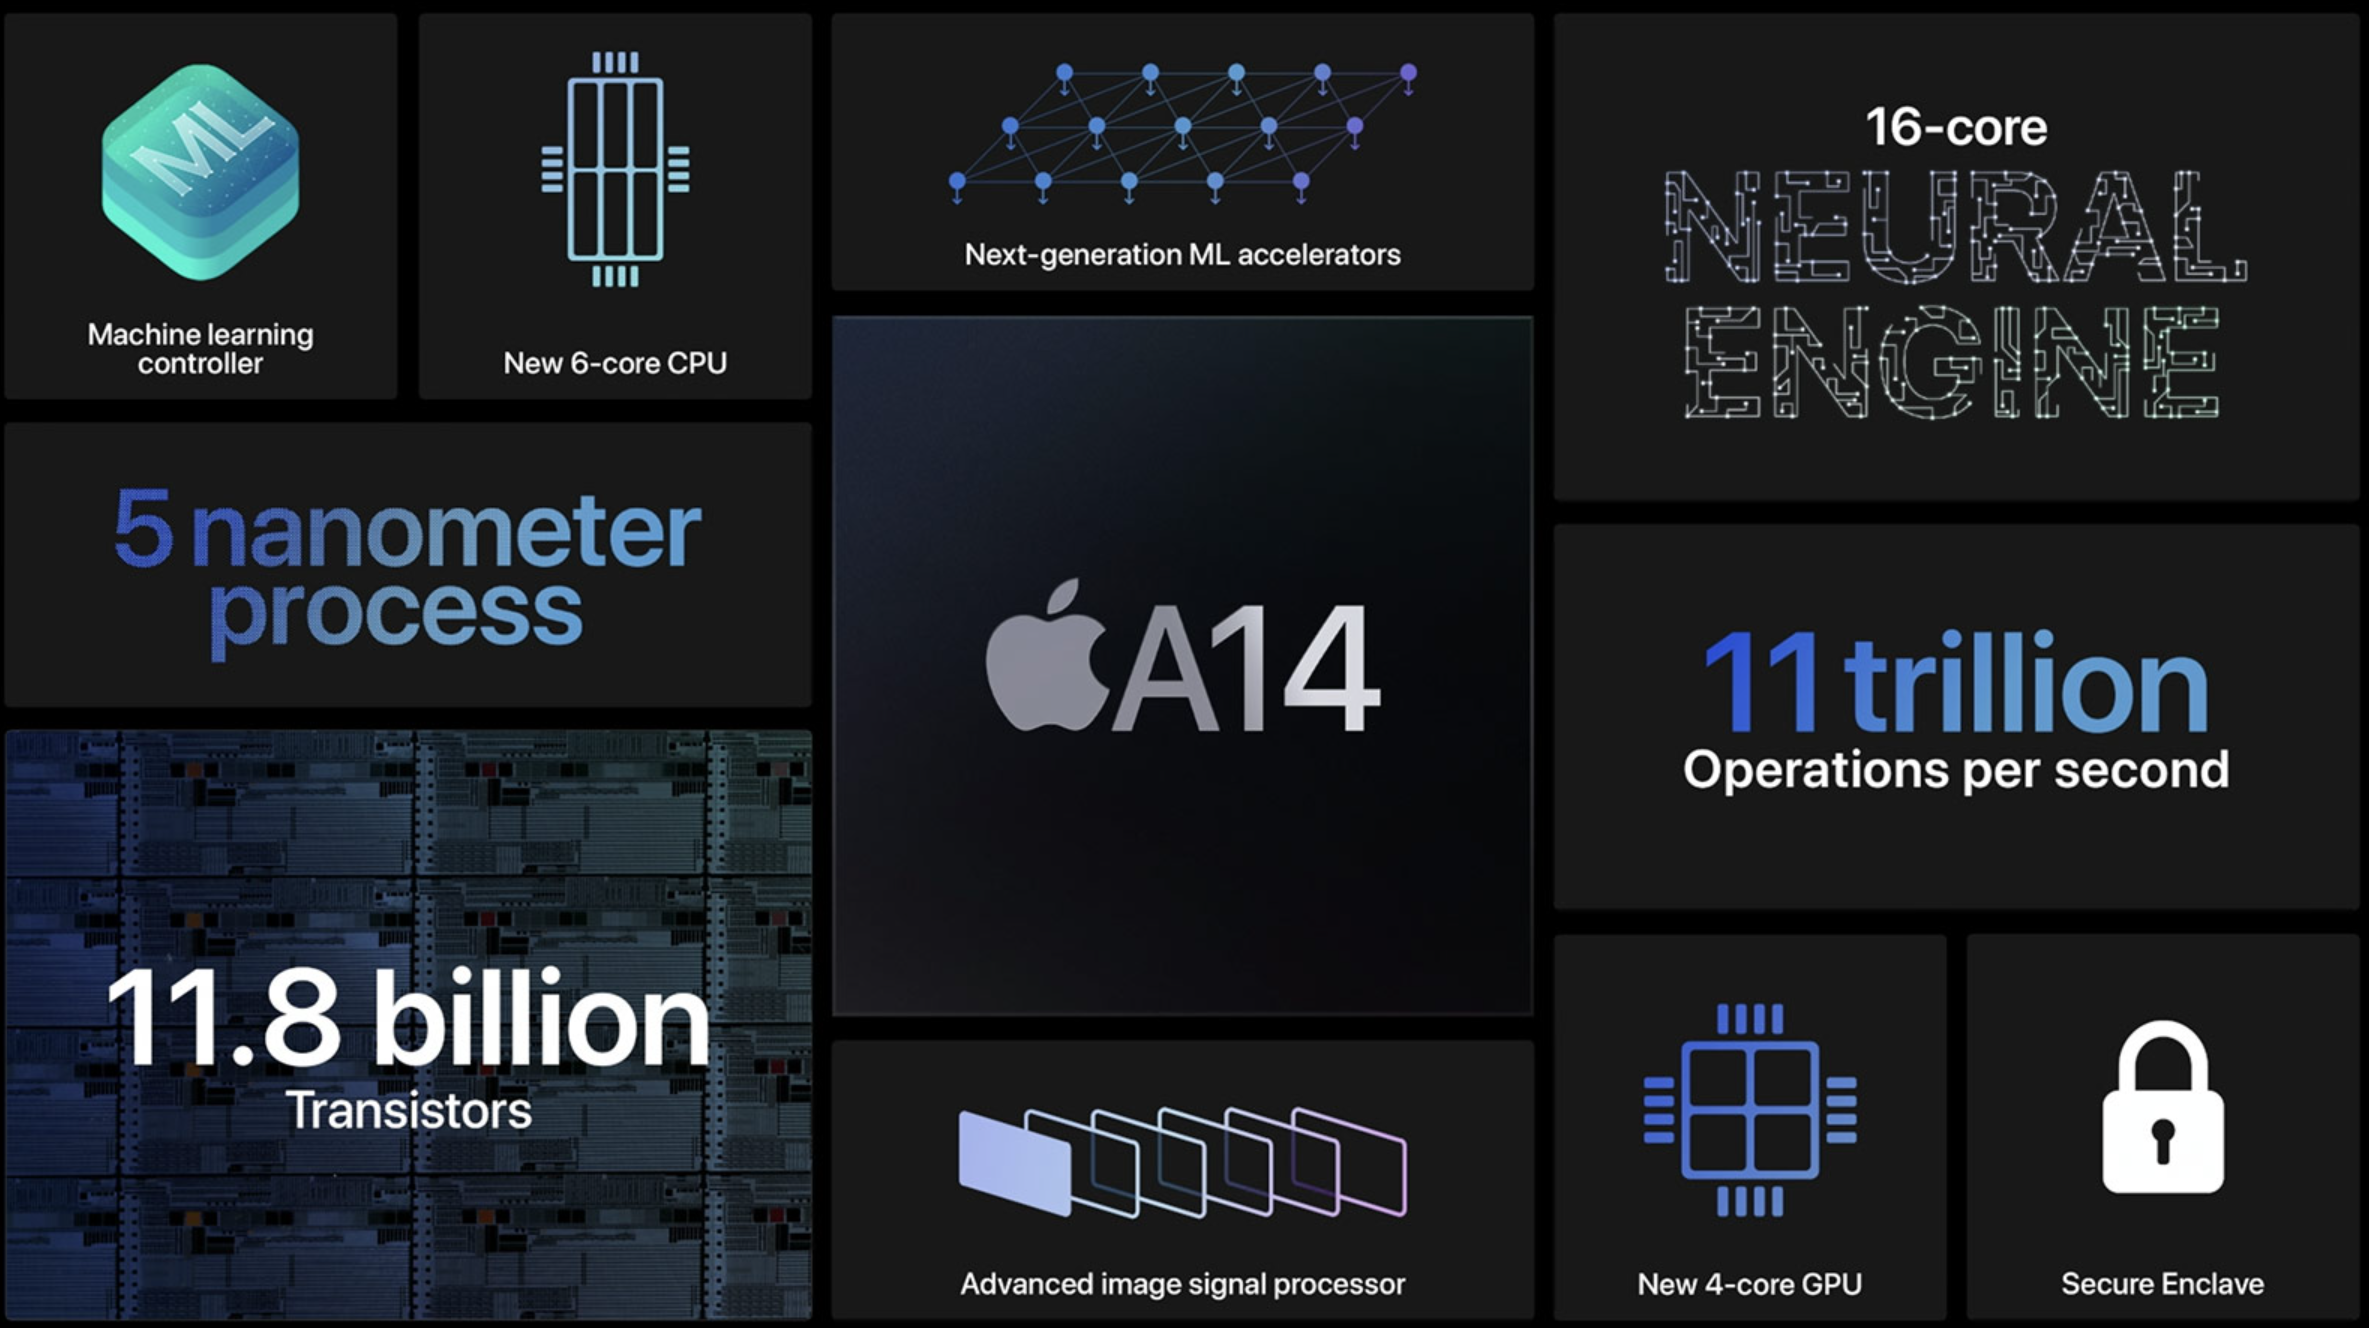 ML
Machine learning
controller
New 6-core CPU
Next-generation ML accelerators
16-core
NEURAL
ENGINE
5 nanometer
process
A14
11 trillion
Operations per second
11.8 billion
Transistors
Advanced image signal processor
New 4-core GPU
Secure Enclave